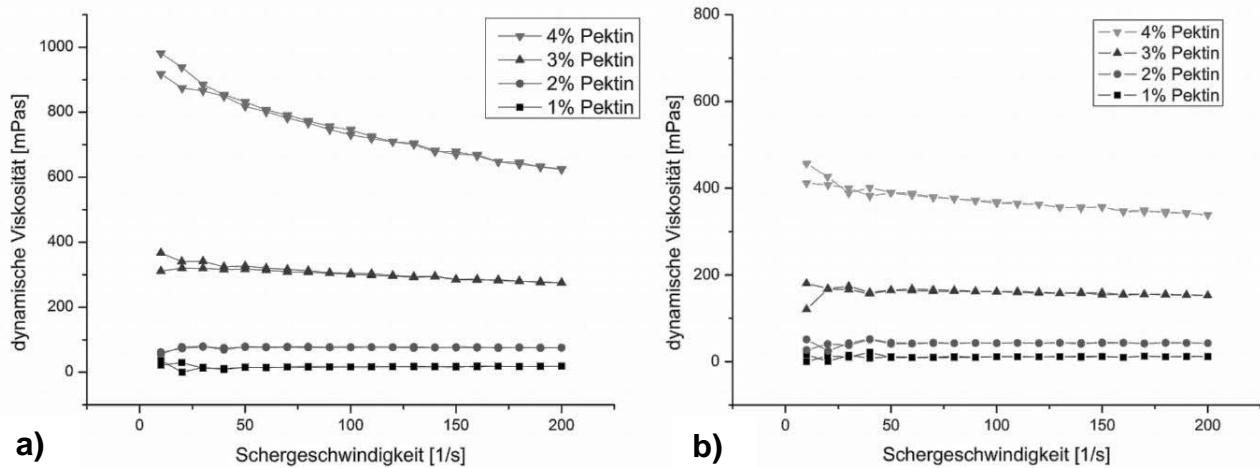 1000
800
600
400
200
0
dynamische Viskosität [mPas]
4% Pektin
3% Pektin
2% Pektin
1% Pektin
0
50
100
150
200
Schergeschwindigkeit [1/s]
a)
800
600
400
200
0
dynamische Viskosität [mPas]
4% Pektin
3% Pektin
2% Pektin
1% Pektin
0
50
100
150
200
Schergeschwindigkeit [1/s]
b)